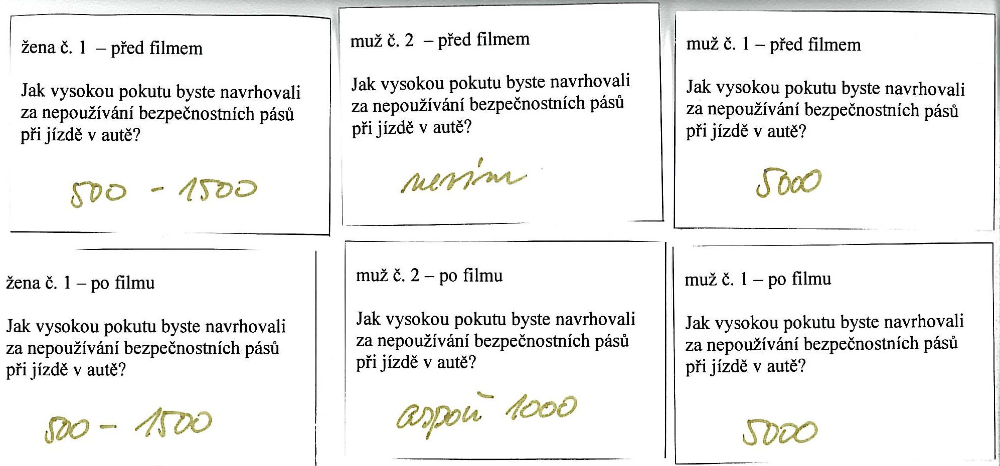 žena č. 1 – před filmem
Jak vysokou pokutu byste navrhovali
za nepoužívání bezpečnostních pásů
při jízdě v autě?
500 - 1500
muž č. 2 – před filmem
Jak vysokou pokutu byste navrhovali
za nepoužívání bezpečnostních pásů
při jízdě v autě?
nevím
muž č. 1 – před filmem
Jak vysokou pokutu byste navrhovali
za nepoužívání bezpečnostních pásů
při jízdě v autě?
5000
žena č. 1 – po filmu
Jak vysokou pokutu byste navrhovali
za nepoužívání bezpečnostních pásů
při jízdě v autě?
500 - 1500
muž č. 2 – po filmu
Jak vysokou pokutu byste navrhovali
za nepoužívání bezpečnostních pásů
při jízdě v autě?
aspoň 1000
muž č. 1 – po filmu
Jak vysokou pokutu byste navrhovali
za nepoužívání bezpečnostních pásů
při jízdě v autě?
5000